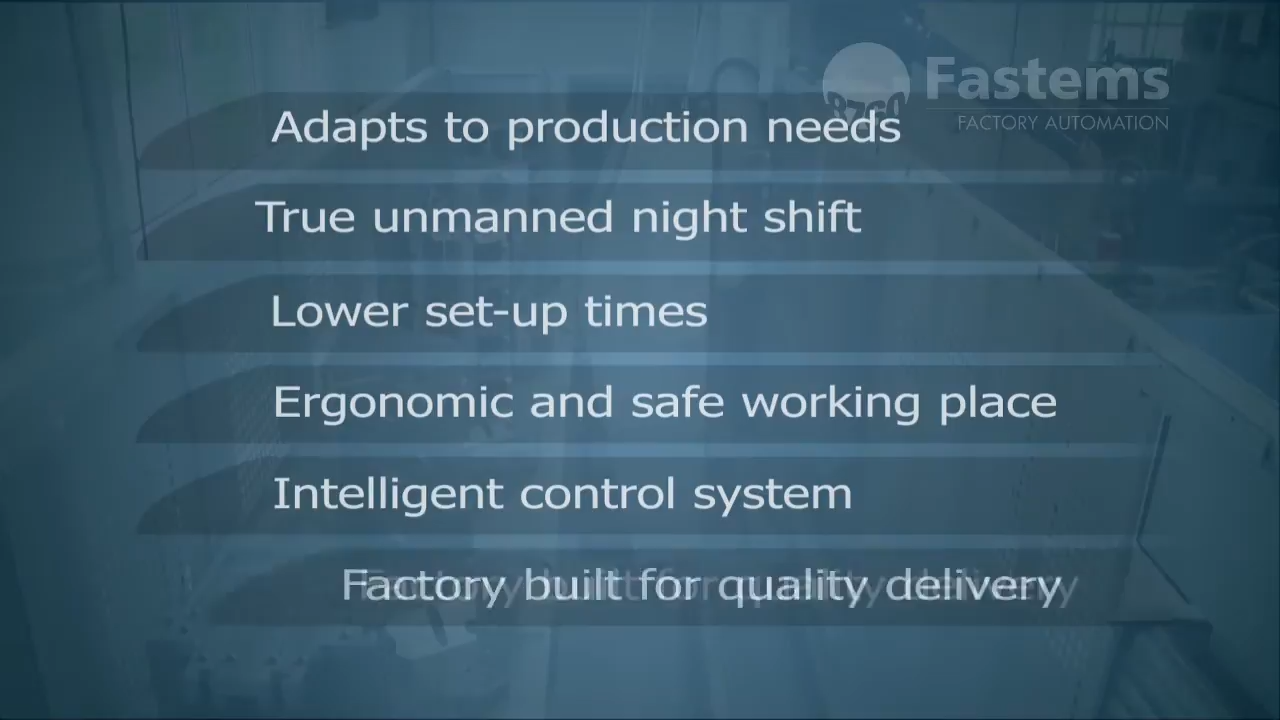 8760
Fastems
FACTORY AUTOMATION
Adapts to production needs
True unmanned night shift
Lower set-up times
Ergonomic and safe working place
Intelligent control system
Factory built for quality delivery